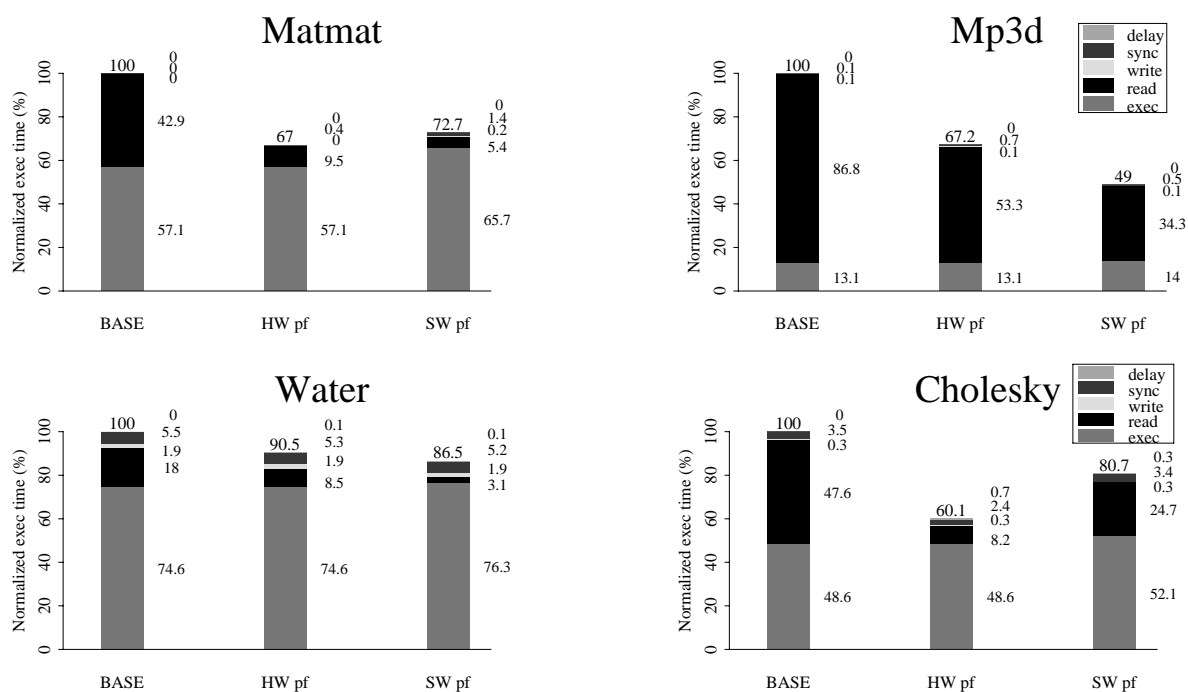 Matmat
Normalized exec time (%)
0 20 40 60 80 100
100
0
0
0
42.9
57.1
67
0
0.4
0
9.5
57.1
72.7
0
1.4
0.2
5.4
65.7
BASE HW pf SW pf
Mp3d
delay
sync
write
read
exec
Normalized exec time (%)
0 20 40 60 80 100
100
0
0.1
0.1
86.8
13.1
67.2
0
0.7
0.1
53.3
13.1
49
0
0.5
0.1
34.3
14
BASE HW pf SW pf
Water
Normalized exec time (%)
0 20 40 60 80 100
100
0
5.5
1.9
18
74.6
90.5
0.1
5.3
1.9
8.5
74.6
86.5
0.1
5.2
1.9
3.1
76.3
BASE HW pf SW pf
Cholesky
delay
sync
write
read
exec
Normalized exec time (%)
0 20 40 60 80 100
100
0
3.5
0.3
47.6
48.6
60.1
0.7
2.4
0.3
8.2
48.6
80.7
0.3
3.4
0.3
24.7
52.1
BASE HW pf SW pf